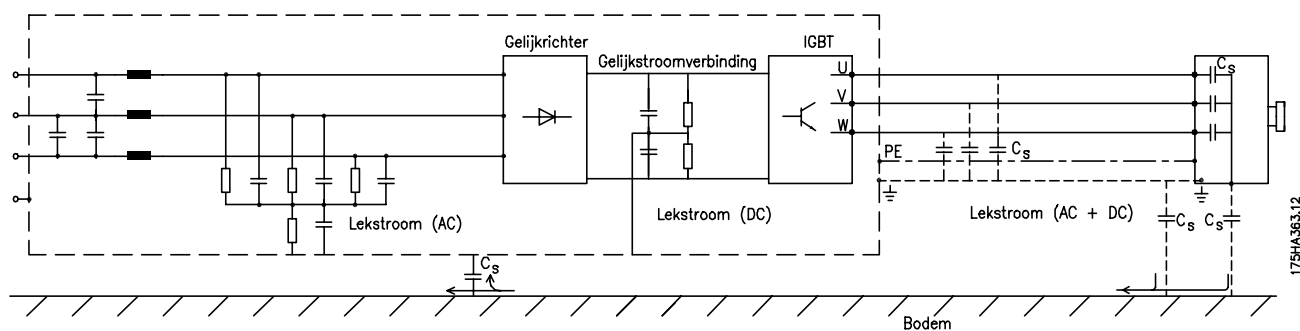 Gelijkrichter
Gelijkstroomverbinding
IGBT
U
V
W
PE
Cs
Cs
Lekstroom (AC)
Lekstroom (DC)
Lekstroom (AC + DC)
Cs
Cs
Cs
Bodem
175HA363.12